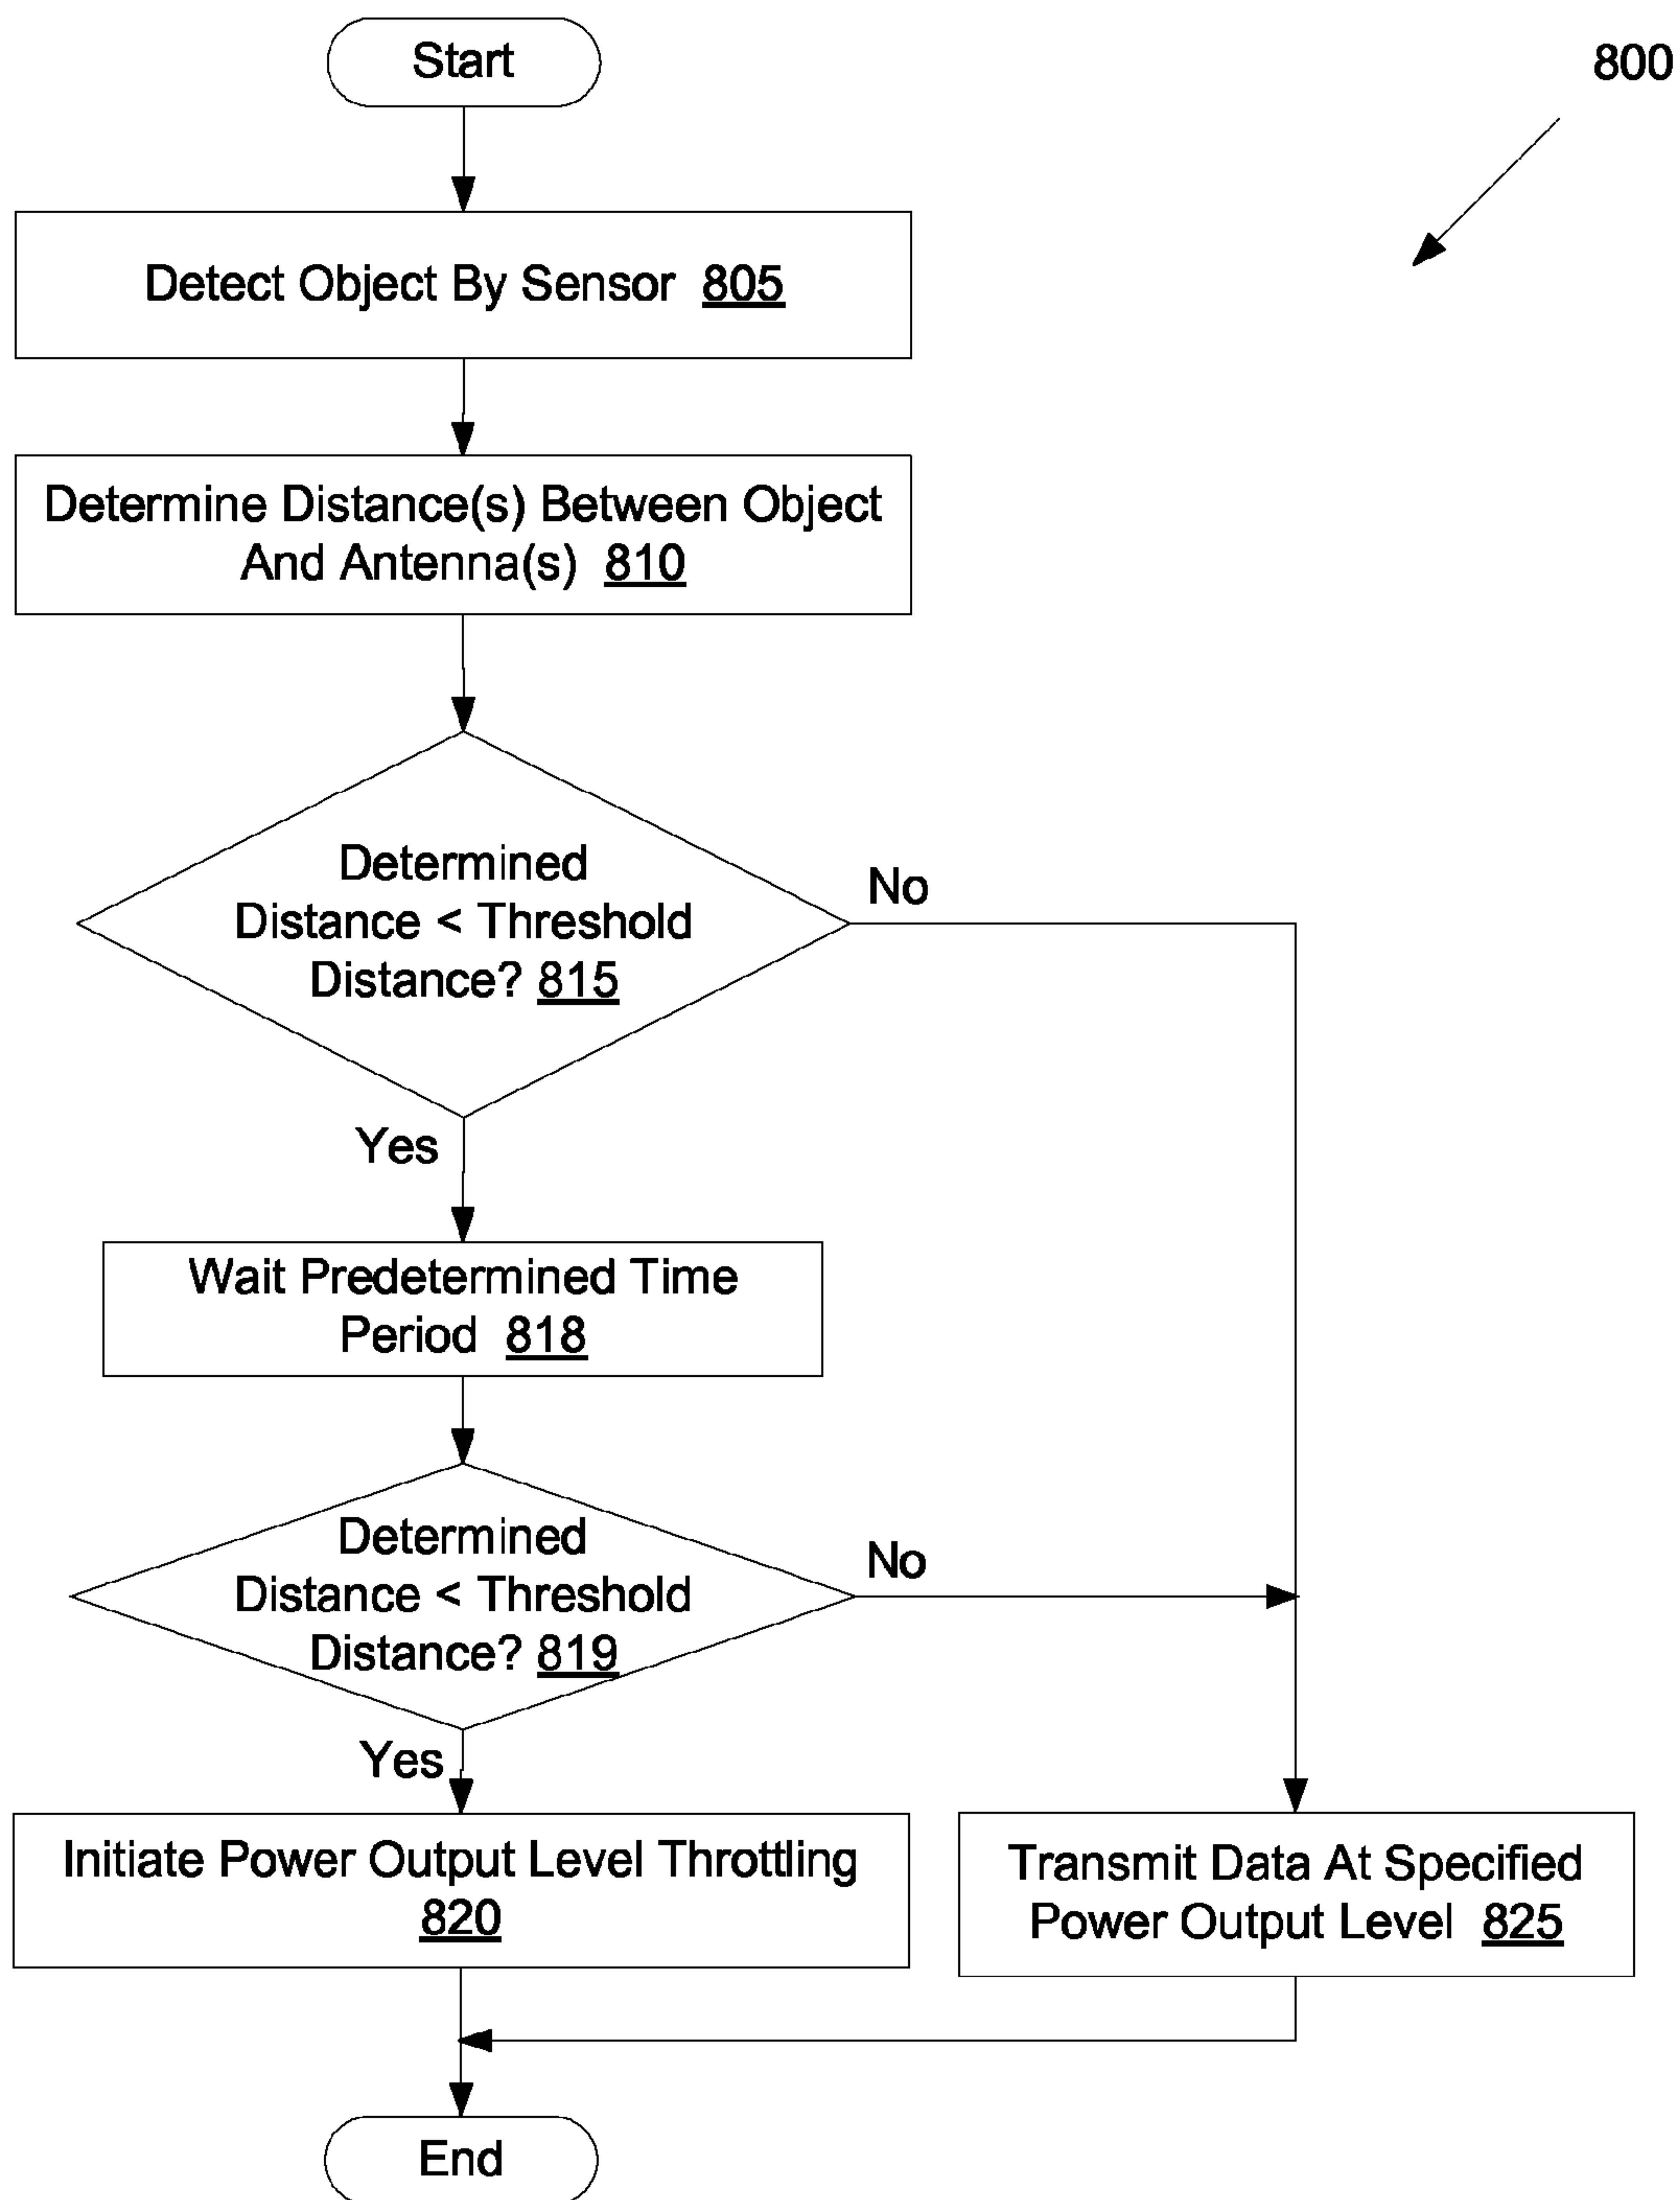 Start
800
Detect Object By Sensor 805
Determine Distance(s) Between Object
And Antenna(s) 810
Determined
Distance < Threshold
Distance? 815
No
Yes
Wait Predetermined Time
Period 818
Determined
Distance < Threshold
Distance? 819
No
Yes
Initiate Power Output Level Throttling
820
Transmit Data At Specified
Power Output Level 825
End